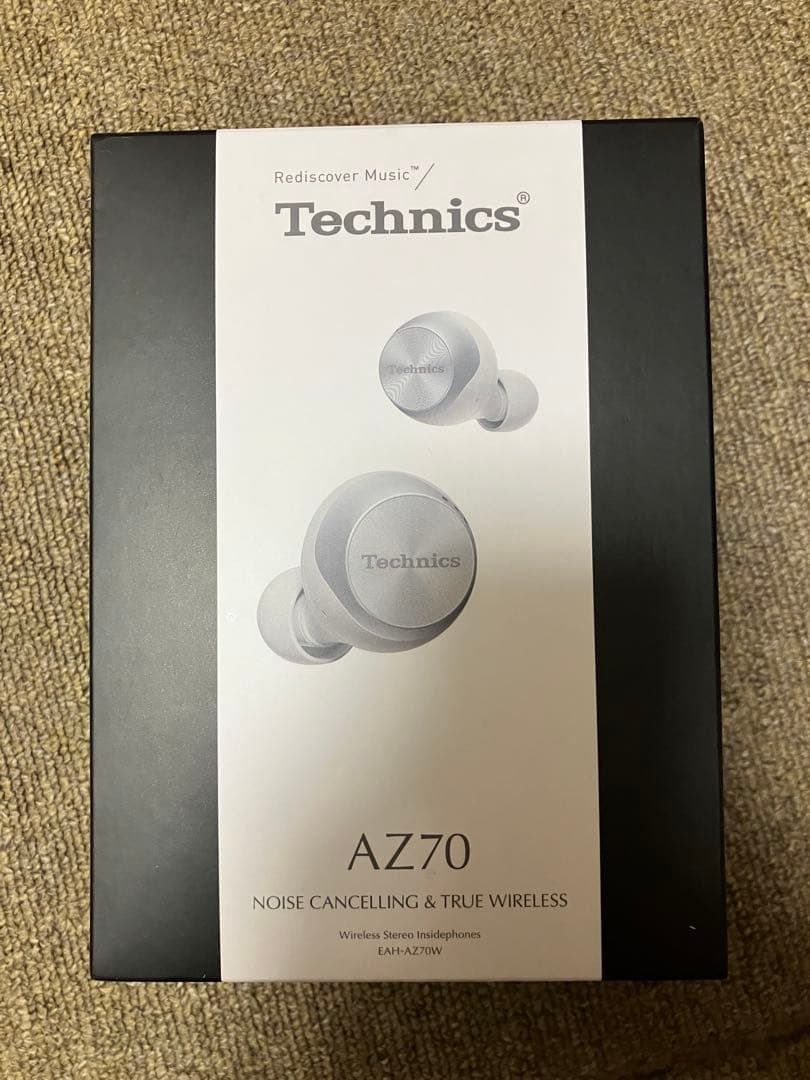 Rediscover Music™
Technics®
Technics
Technics
AZ70
NOISE CANCELLING & TRUE WIRELESS
Wireless Stereo Insidephones
EAH-AZ70W